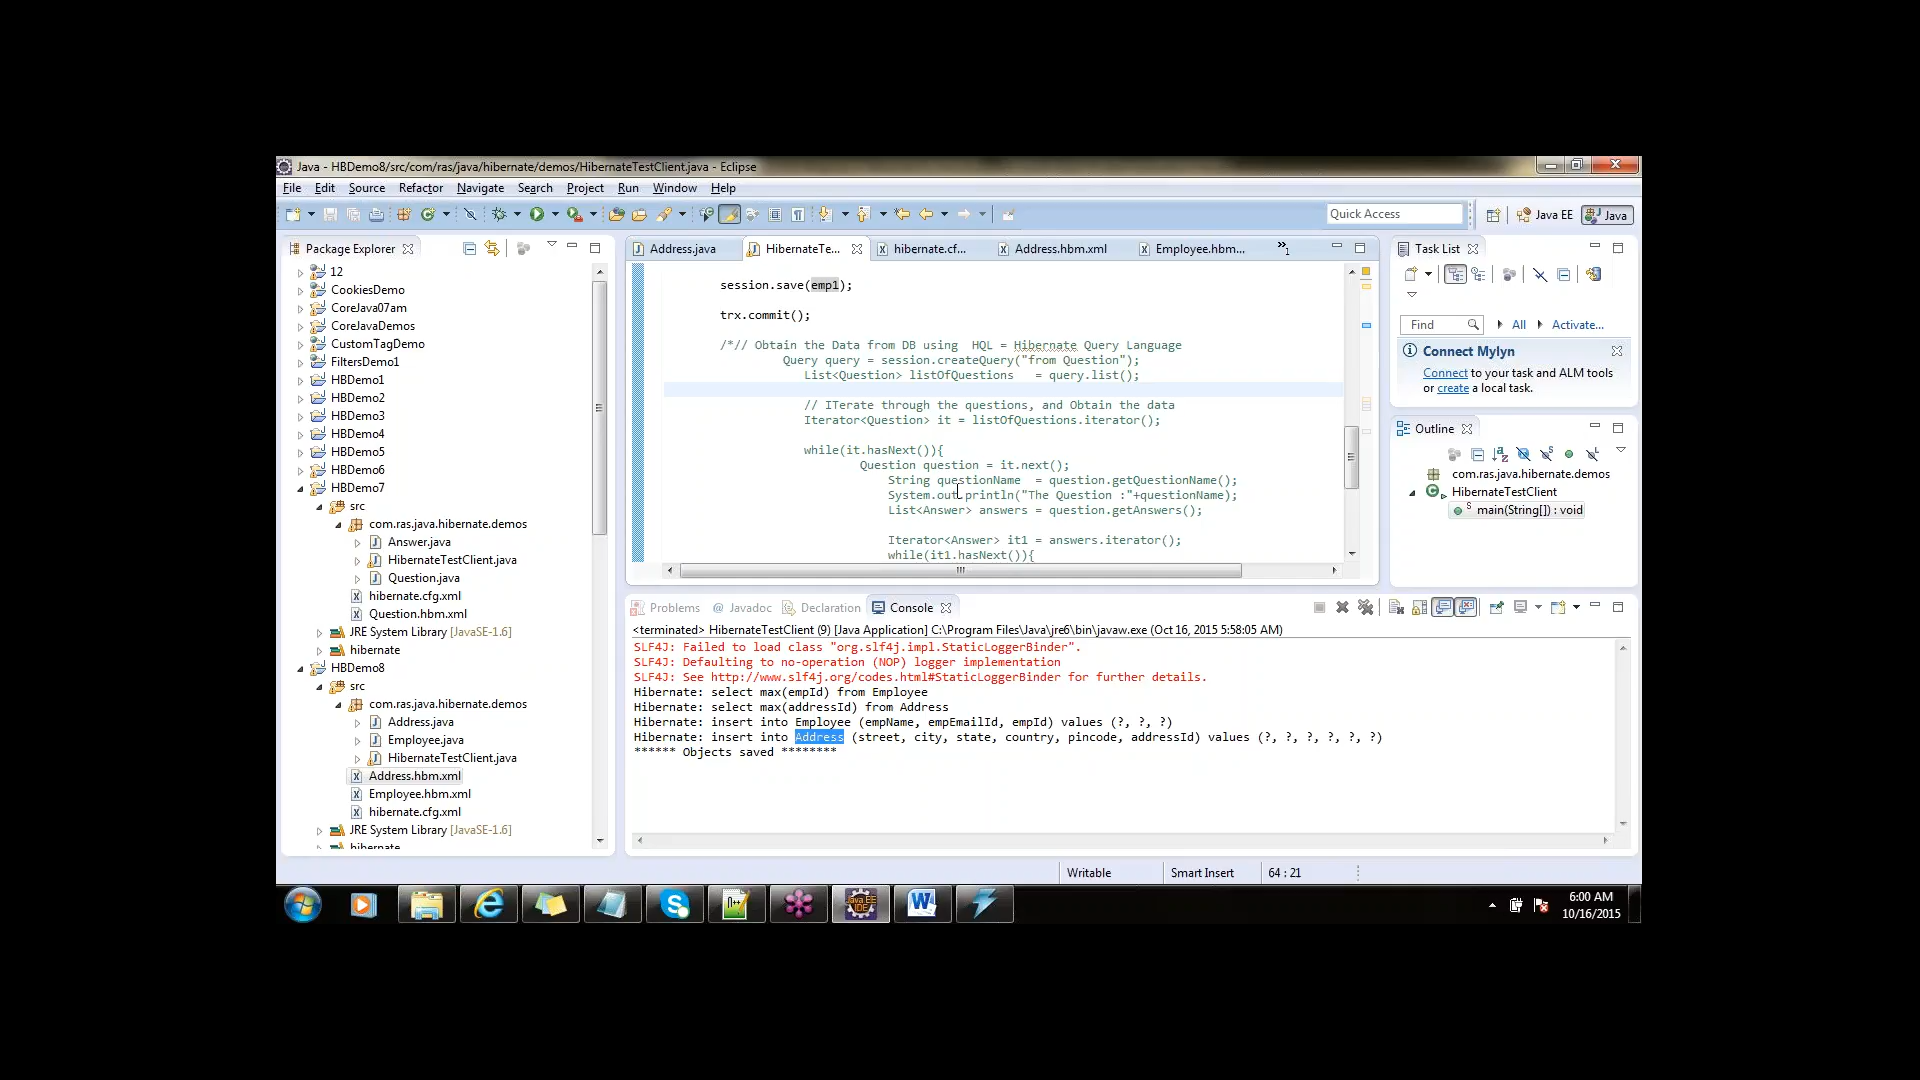 Java - HBDemo8/src/com/ras/java/hibernate/demos/HibernateTestClient.java - Eclipse
File Edit Source Refactor Navigate Search Project Run Window Help
Quick Access
Java EE
Java
Package Explorer
12
CookiesDemo
CoreJava07am
CoreJavaDemos
CustomTagDemo
FiltersDemo1
HBDemo1
HBDemo2
HBDemo3
HBDemo4
HBDemo5
HBDemo6
HBDemo7
src
com.ras.java.hibernate.demos
Answer.java
HibernateTestClient.java
Question.java
hibernate.cfg.xml
Question.hbm.xml
JRE System Library [JavaSE-1.6]
hibernate
HBDemo8
src
com.ras.java.hibernate.demos
Address.java
Employee.java
HibernateTestClient.java
Address.hbm.xml
Employee.hbm.xml
hibernate.cfg.xml
JRE System Library [JavaSE-1.6]
hibernate
Address.java HibernateTe... hibernate.cf... Address.hbm.xml Employee.hbm... »1
session.save(emp1);
trx.commit();
/*// Obtain the Data from DB using  HQL = Hibernate Query Language
Query query = session.createQuery("from Question");
List<Question> listOfQuestions   = query.list();
// ITerate through the questions, and Obtain the data
Iterator<Question> it = listOfQuestions.iterator();
while(it.hasNext()){
Question question = it.next();
String questionName  = question.getQuestionName();
System.out.println("The Question :"+questionName);
List<Answer> answers = question.getAnswers();
Iterator<Answer> it1 = answers.iterator();
while(it1.hasNext()){
Task List
Find All Activate...
Connect Mylyn
Connect to your task and ALM tools
or create a local task.
Outline
com.ras.java.hibernate.demos
HibernateTestClient
main(String[]) : void
Problems @ Javadoc Declaration Console
<terminated> HibernateTestClient (9) [Java Application] C:\Program Files\Java\jre6\bin\javaw.exe (Oct 16, 2015 5:58:05 AM)
SLF4J: Failed to load class "org.slf4j.impl.StaticLoggerBinder".
SLF4J: Defaulting to no-operation (NOP) logger implementation
SLF4J: See http://www.slf4j.org/codes.html#StaticLoggerBinder for further details.
Hibernate: select max(empId) from Employee
Hibernate: select max(addressId) from Address
Hibernate: insert into Employee (empName, empEmailId, empId) values (?, ?, ?)
Hibernate: insert into Address (street, city, state, country, pincode, addressId) values (?, ?, ?, ?, ?, ?)
****** Objects saved ********
Writable Smart Insert 64 : 21
6:00 AM
10/16/2015